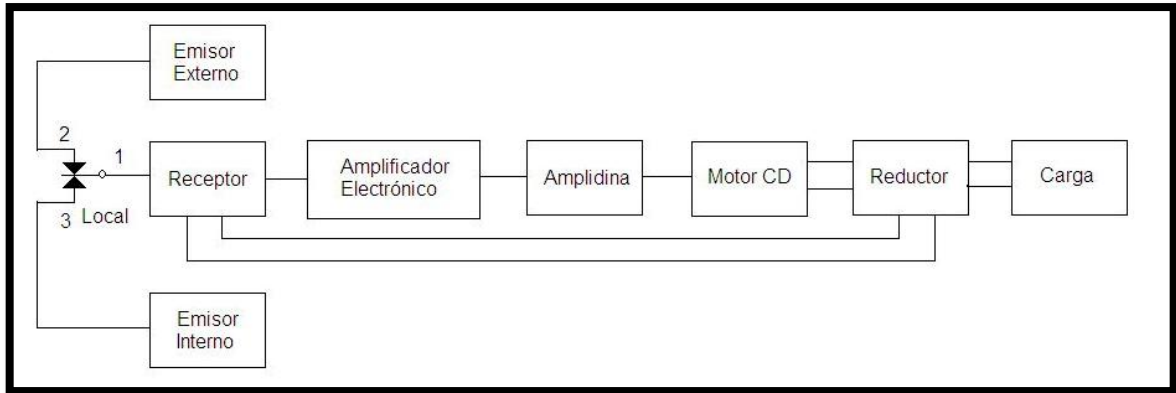 Emisor
Externo
2
1
Receptor
Amplificador
Electrónico
Amplidina
Motor CD
Reductor
Carga
3
Local
Emisor
Interno